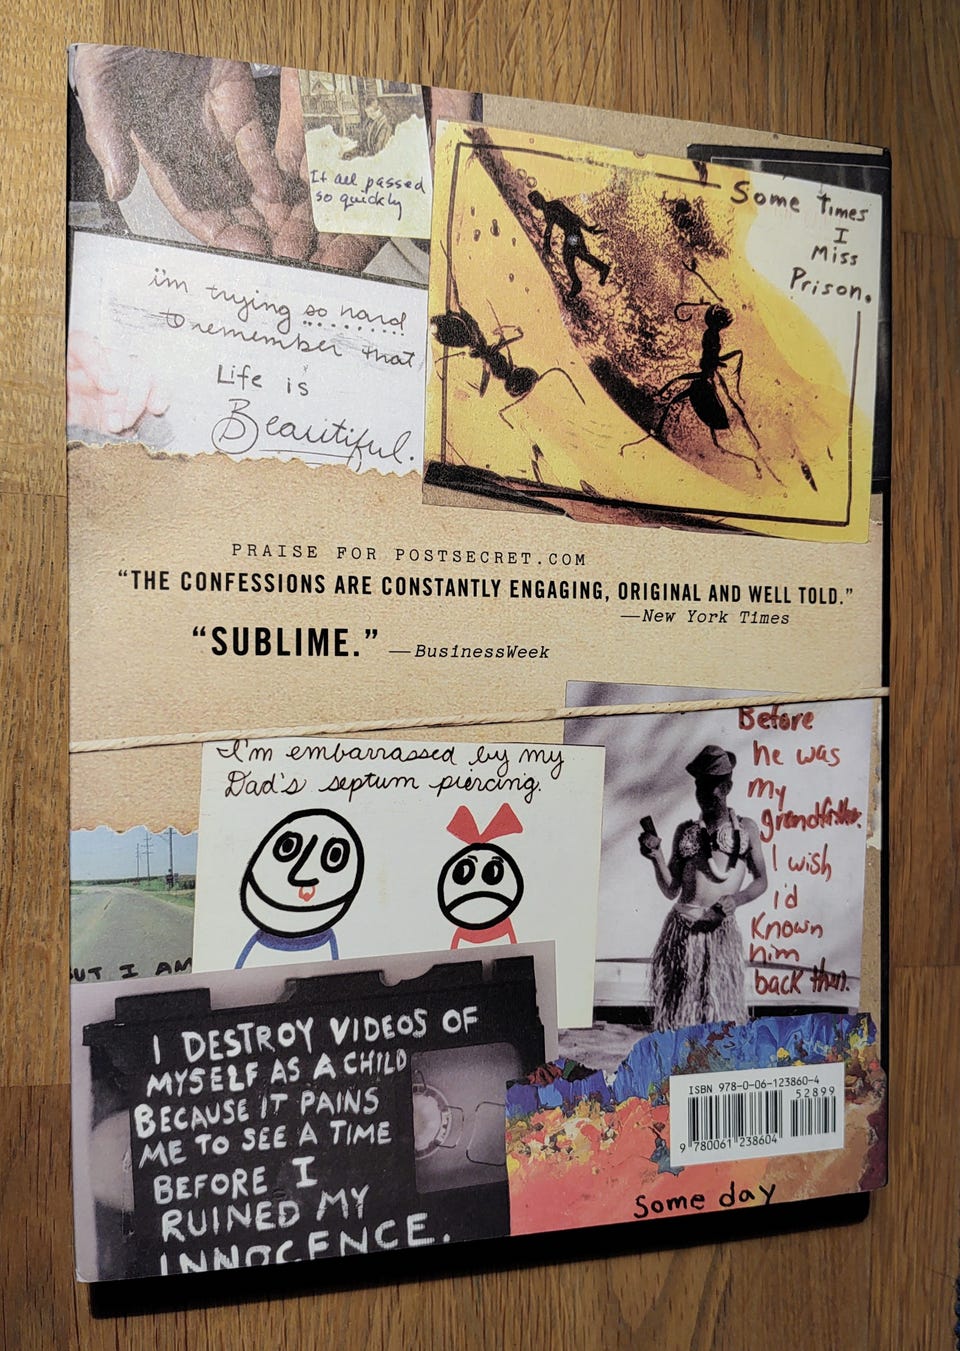 It all passed
so quickly
Some Times
I
Miss
Prison.
i'm trying so hard
to remember that
Life is
Beautiful.
PRAISE FOR POSTSECRET.COM
“THE CONFESSIONS ARE CONSTANTLY ENGAGING, ORIGINAL AND WELL TOLD.”
—New York Times
“SUBLIME.” —BusinessWeek
I'm embarrassed by my
Dad's septum piercing.
Before
he was
my
grandfather.
I wish
i'd
Known
him
back then.
BUT I AM
I DESTROY VIDEOS OF
MYSELF AS A CHILD
BECAUSE IT PAINS
ME TO SEE A TIME
BEFORE I
RUINED MY
INNOCENCE.
ISBN 978-0-06-123860-4
52899
9 780061 238604
Some day